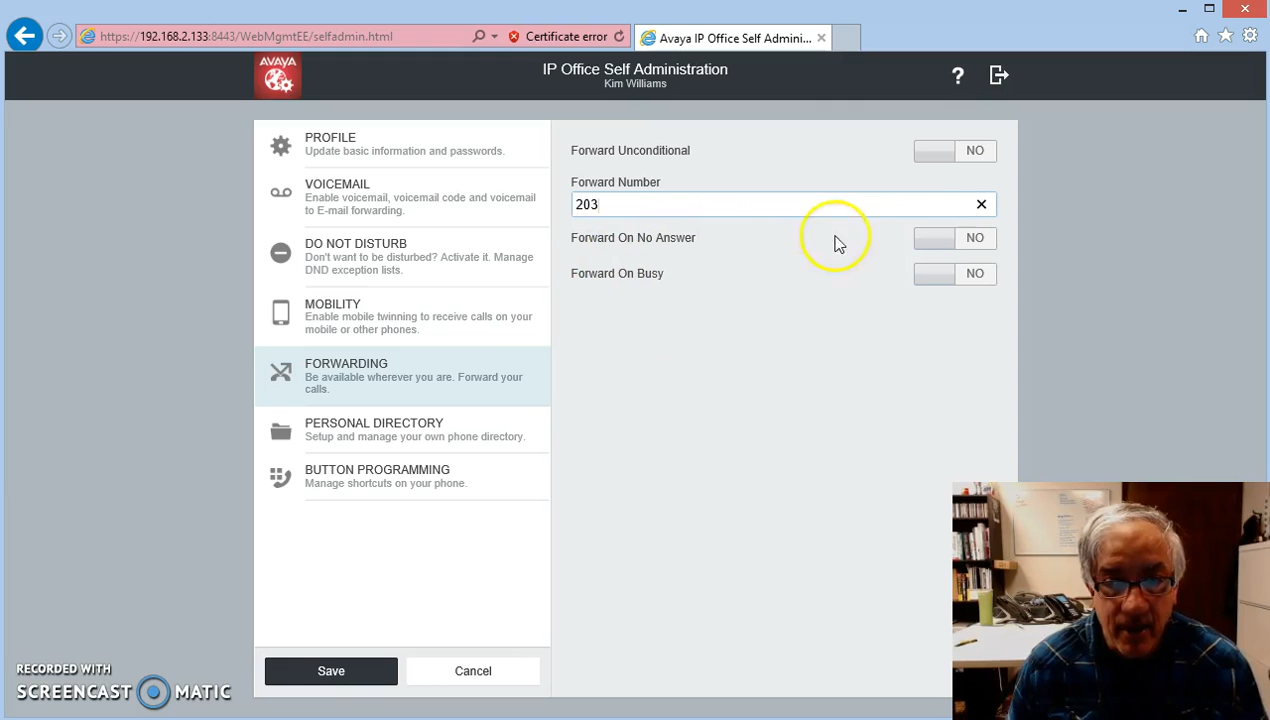 https://192.168.2.133:8443/WebMgmtEE/selfadmin.html
Certificate error
Avaya IP Office Self Admini...
AVAYA
IP Office Self Administration
Kim Williams
?
PROFILE
Update basic information and passwords.
VOICEMAIL
Enable voicemail, voicemail code and voicemail
to E-mail forwarding.
DO NOT DISTURB
Don't want to be disturbed? Activate it. Manage
DND exception lists.
MOBILITY
Enable mobile twinning to receive calls on your
mobile or other phones.
FORWARDING
Be available wherever you are. Forward your
calls.
PERSONAL DIRECTORY
Setup and manage your own phone directory.
BUTTON PROGRAMMING
Manage shortcuts on your phone.
Save
Cancel
Forward Unconditional
NO
Forward Number
203
Forward On No Answer
NO
Forward On Busy
NO
RECORDED WITH
SCREENCAST MATIC